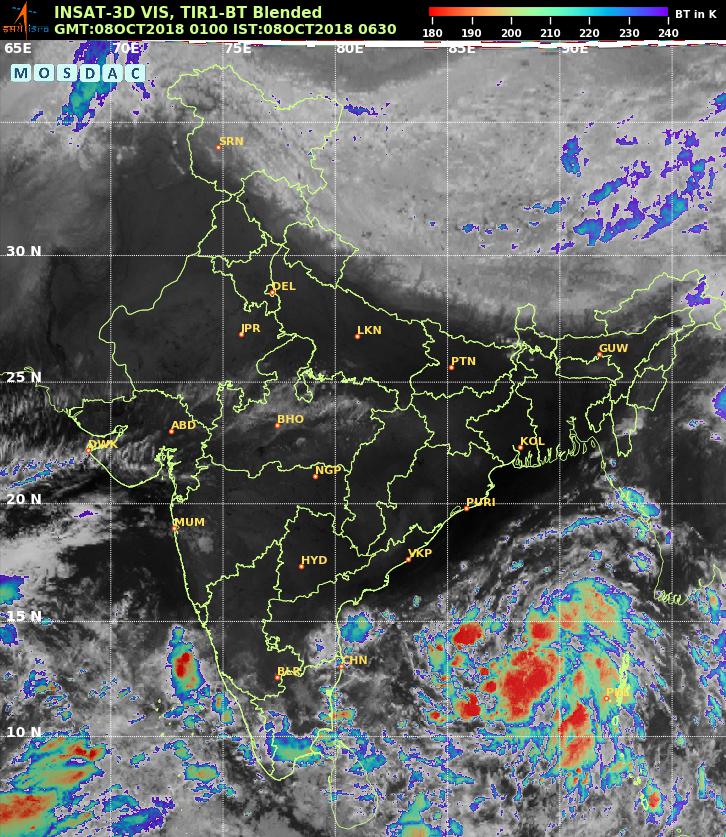 INSAT-3D VIS, TIR1-BT Blended
GMT:08OCT2018 0100 IST:08OCT2018 0630
BT in K
180 190 200 210 220 230 240
65E 70E 75E 80E 85E 90E
MOSDAC
SRN
30 N
DEL
JPR
LKN
GUW
PTN
25 N
BHO
ABD
DWK
KOL
NGP
20 N
PURI
MUM
VKP
HYD
15 N
CHN
BLR
10 N